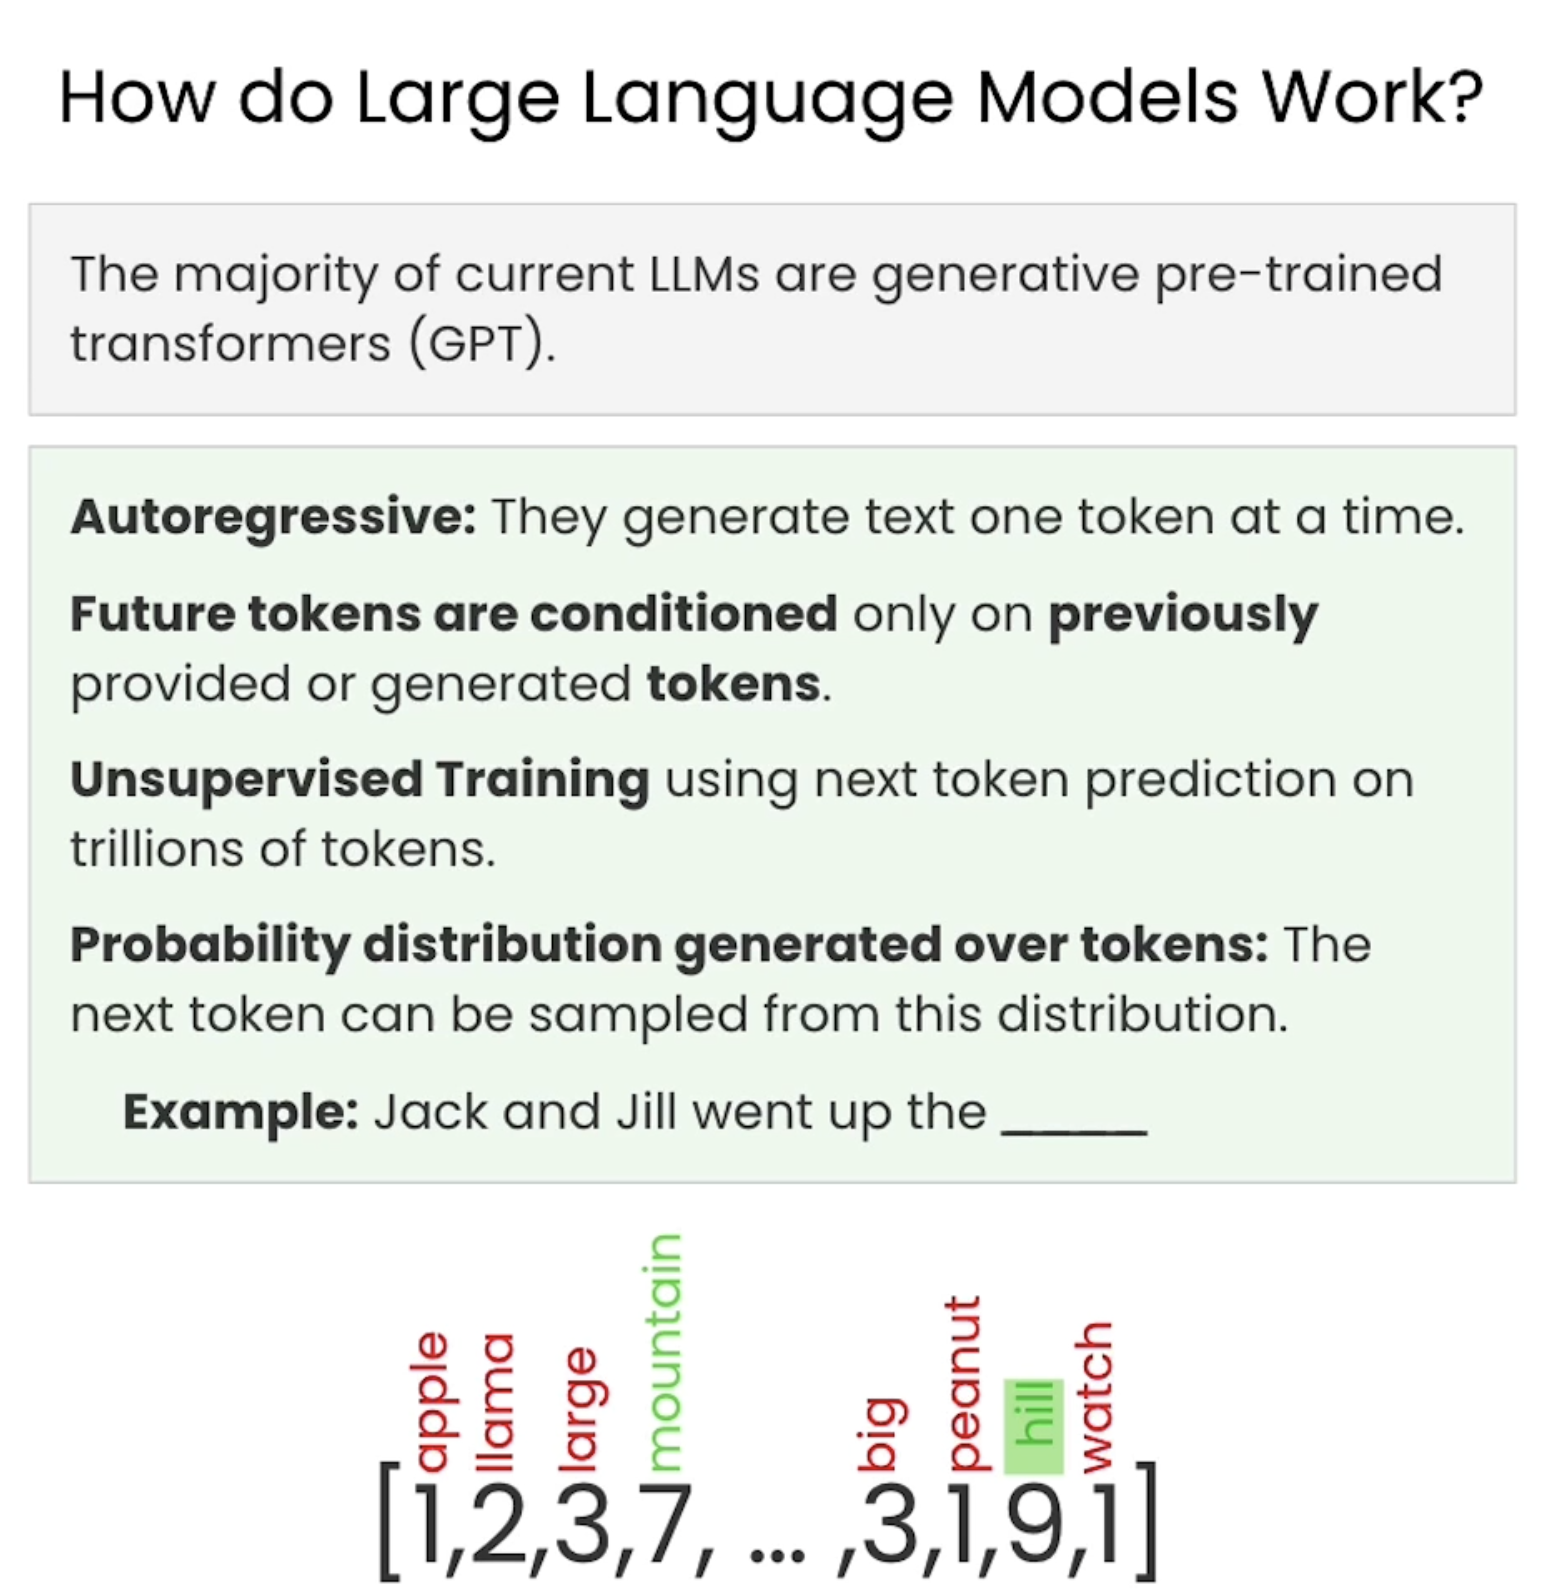 How do Large Language Models Work?
The majority of current LLMs are generative pre-trained
transformers (GPT).
Autoregressive: They generate text one token at a time.
Future tokens are conditioned only on previously
provided or generated tokens.
Unsupervised Training using next token prediction on
trillions of tokens.
Probability distribution generated over tokens: The
next token can be sampled from this distribution.
Example: Jack and Jill went up the ____
apple llama large mountain big peanut hill watch
[1,2,3,7, ... ,3,1,9,1]